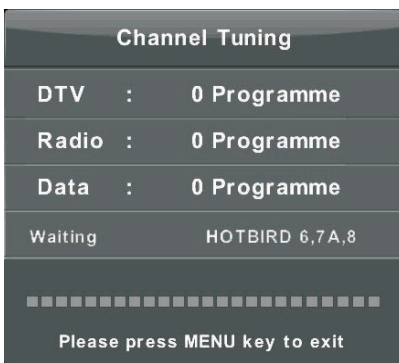 Channel Tuning
DTV : 0 Programme
Radio : 0 Programme
Data : 0 Programme
Waiting HOTBIRD 6,7A,8
Please press MENU key to exit